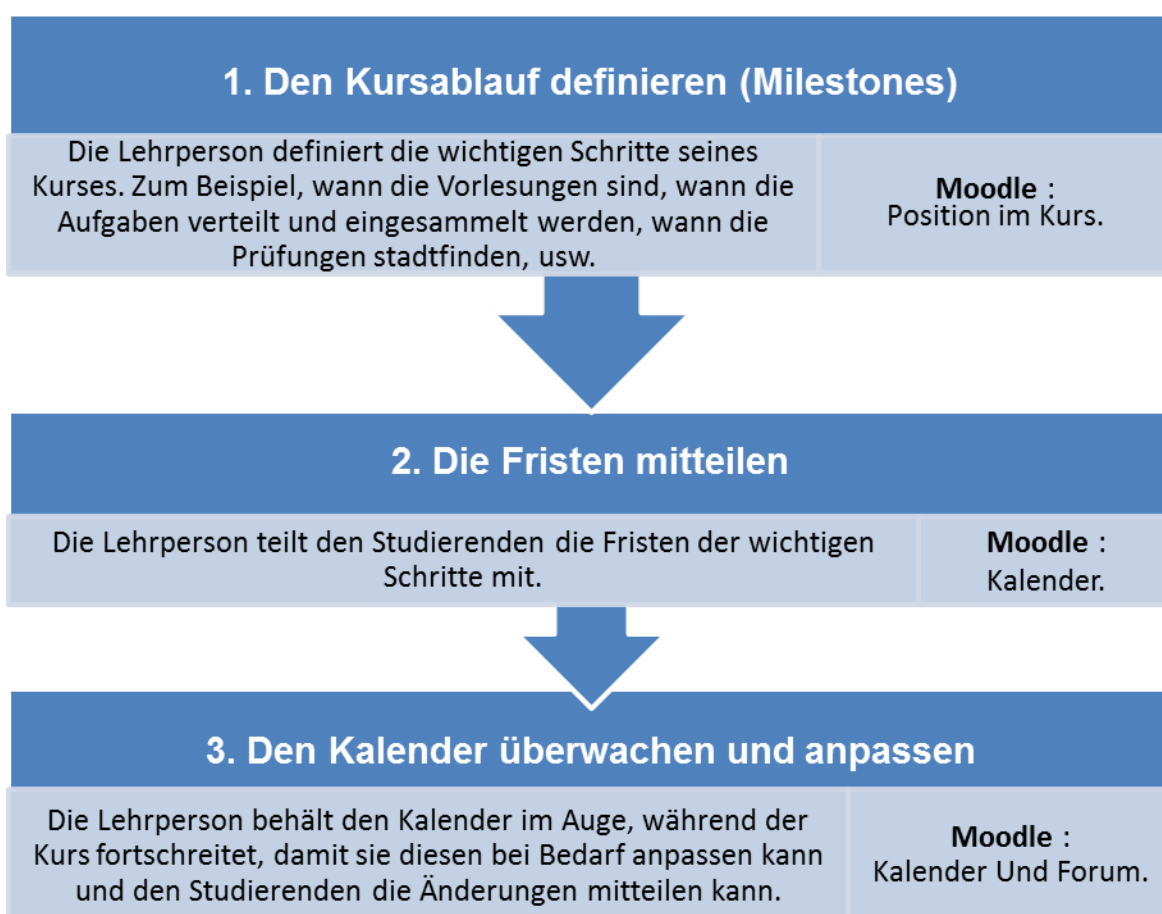 1. Den Kursablauf definieren (Milestones)
Die Lehrperson definiert die wichtigen Schritte seines
Kurses. Zum Beispiel, wann die Vorlesungen sind, wann die
Aufgaben verteilt und eingesammelt werden, wann die
Prüfungen stadtfinden, usw.
Moodle :
Position im Kurs.
2. Die Fristen mitteilen
Die Lehrperson teilt den Studierenden die Fristen der wichtigen
Schritte mit.
Moodle :
Kalender.
3. Den Kalender überwachen und anpassen
Die Lehrperson behält den Kalender im Auge, während der
Kurs fortschreitet, damit sie diesen bei Bedarf anpassen kann
und den Studierenden die Änderungen mitteilen kann.
Moodle :
Kalender Und Forum.